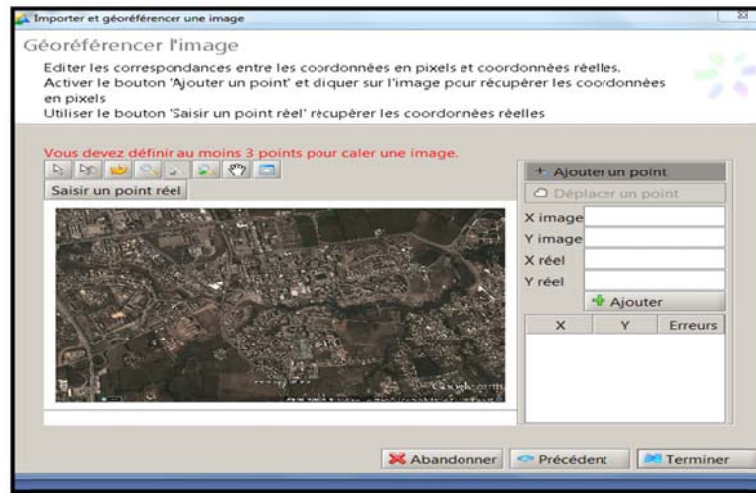 Importer et géoréférencer une image
Géoréférencer l'image
Editer les correspondances entre les coordonnées en pixels et coordonnées réelles.
Activer le bouton 'Ajouter un point' et cliquer sur l'image pour récupérer les coordonnées
en pixels
Utiliser le bouton 'Saisir un point réel' récupérer les coordonnées réelles
Vous devez définir au moins 3 points pour caler une image.
Saisir un point réel
Ajouter un point
Déplacer un point
X image
Y image
X réel
Y réel
Ajouter
X Y Erreurs
Google earth
Abandonner Précédent Terminer